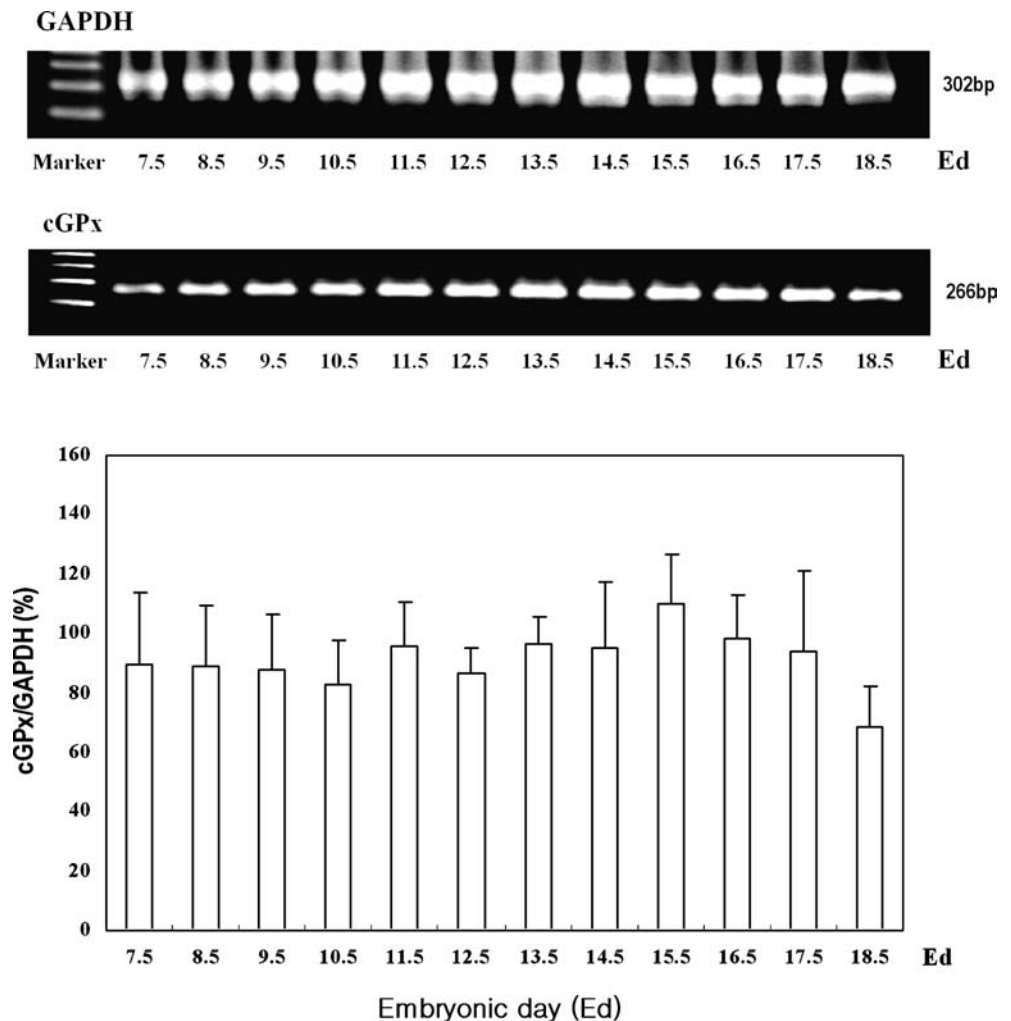 GAPDH
302bp
Marker 7.5 8.5 9.5 10.5 11.5 12.5 13.5 14.5 15.5 16.5 17.5 18.5 Ed
cGPx
266bp
Marker 7.5 8.5 9.5 10.5 11.5 12.5 13.5 14.5 15.5 16.5 17.5 18.5 Ed
cGPx/GAPDH (%)
160
140
120
100
80
60
40
20
0
7.5 8.5 9.5 10.5 11.5 12.5 13.5 14.5 15.5 16.5 17.5 18.5 Ed
Embryonic day (Ed)